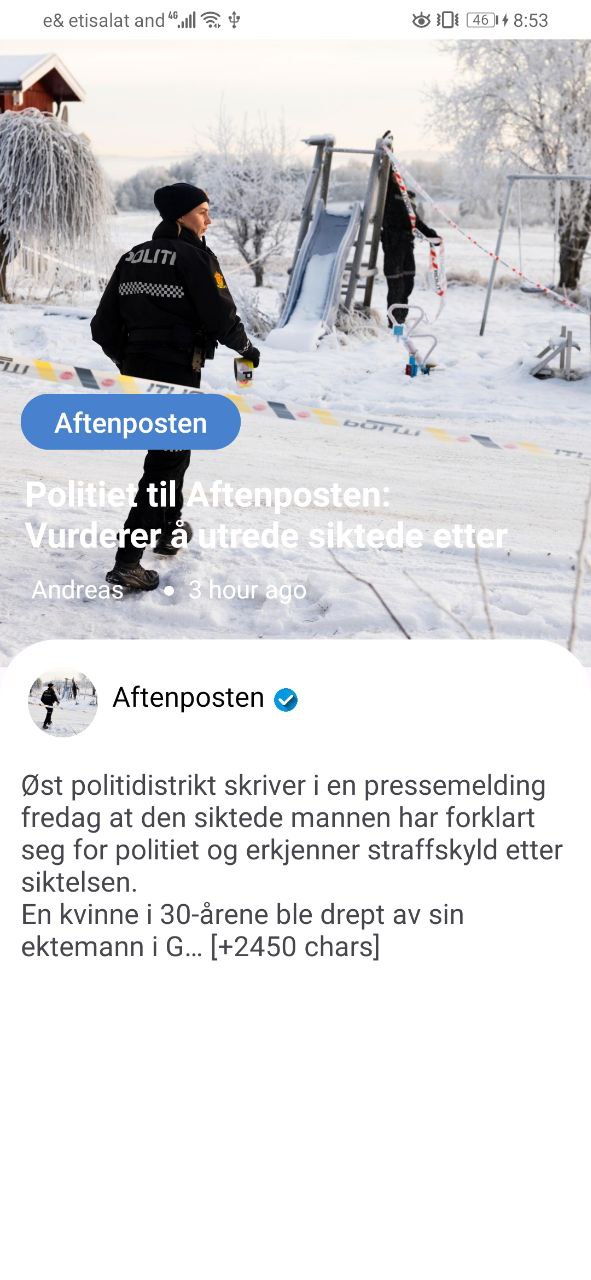 e& etisalat and 4G 46 8:53
POLITI
POLITI
Aftenposten
Politiet til Aftenposten:
Vurderer å utrede siktede etter
Andreas • 3 hour ago
Aftenposten
Øst politidistrikt skriver i en pressemelding
fredag at den siktede mannen har forklart
seg for politiet og erkjenner straffskyld etter
siktelsen.
En kvinne i 30-årene ble drept av sin
ektemann i G… [+2450 chars]